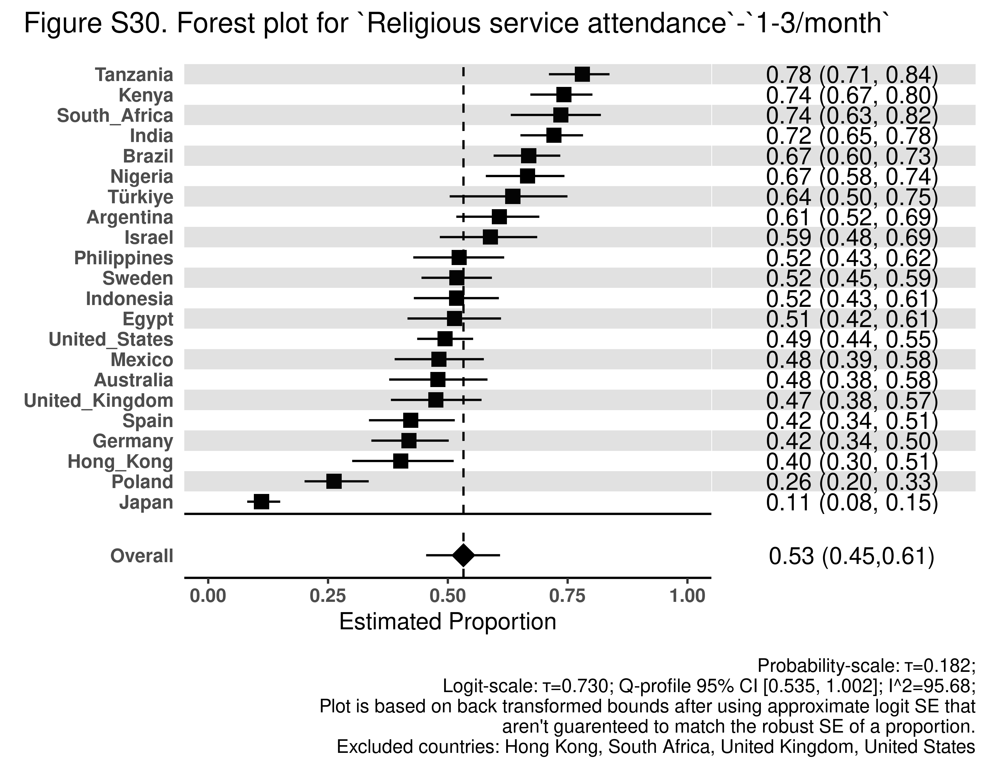 Figure S30. Forest plot for `Religious service attendance`-`1-3/month`
Tanzania 0.78 (0.71, 0.84)
Kenya 0.74 (0.67, 0.80)
South_Africa 0.74 (0.63, 0.82)
India 0.72 (0.65, 0.78)
Brazil 0.67 (0.60, 0.73)
Nigeria 0.67 (0.58, 0.74)
Türkiye 0.64 (0.50, 0.75)
Argentina 0.61 (0.52, 0.69)
Israel 0.59 (0.48, 0.69)
Philippines 0.52 (0.43, 0.62)
Sweden 0.52 (0.45, 0.59)
Indonesia 0.52 (0.43, 0.61)
Egypt 0.51 (0.42, 0.61)
United_States 0.49 (0.44, 0.55)
Mexico 0.48 (0.39, 0.58)
Australia 0.48 (0.38, 0.58)
United_Kingdom 0.47 (0.38, 0.57)
Spain 0.42 (0.34, 0.51)
Germany 0.42 (0.34, 0.50)
Hong_Kong 0.40 (0.30, 0.51)
Poland 0.26 (0.20, 0.33)
Japan 0.11 (0.08, 0.15)
Overall 0.53 (0.45,0.61)
0.00 0.25 0.50 0.75 1.00
Estimated Proportion
Probability-scale: τ=0.182;
Logit-scale: τ=0.730; Q-profile 95% CI [0.535, 1.002]; I^2=95.68;
Plot is based on back transformed bounds after using approximate logit SE that
aren't guarenteed to match the robust SE of a proportion.
Excluded countries: Hong Kong, South Africa, United Kingdom, United States